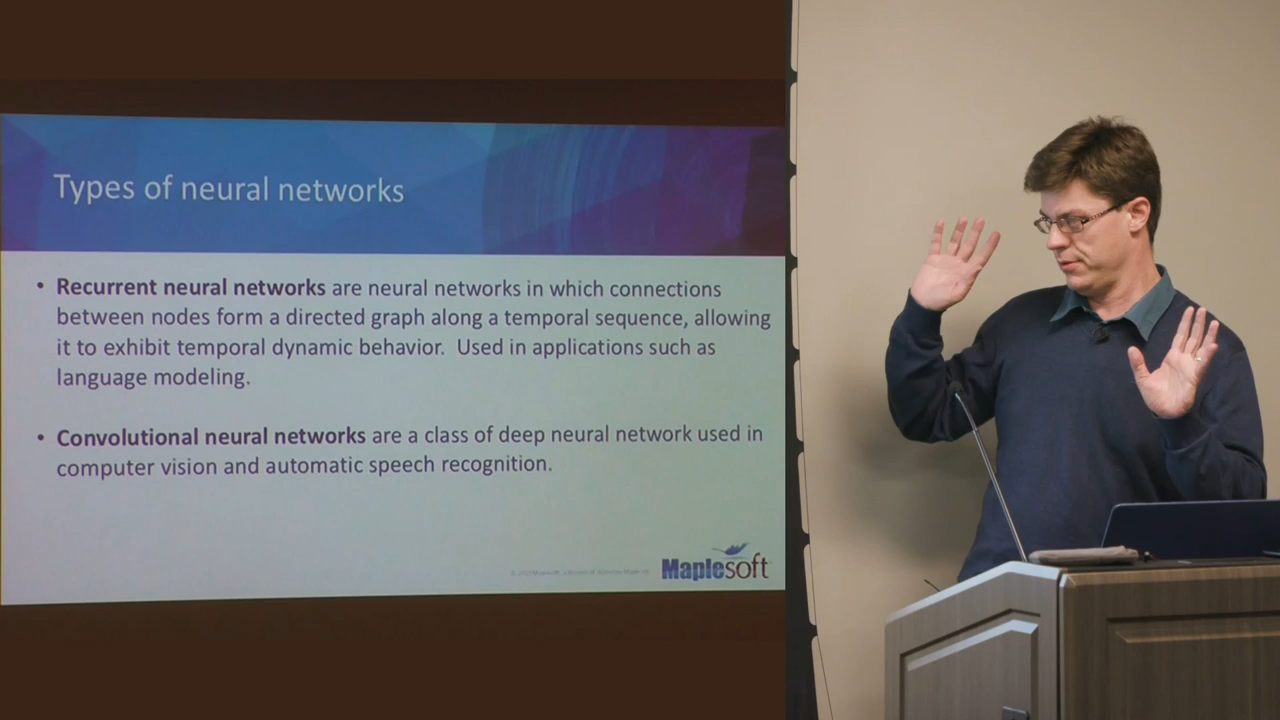 Types of neural networks
• Recurrent neural networks are neural networks in which connections
between nodes form a directed graph along a temporal sequence, allowing
it to exhibit temporal dynamic behavior. Used in applications such as
language modeling.
• Convolutional neural networks are a class of deep neural network used in
computer vision and automatic speech recognition.
Maplesoft